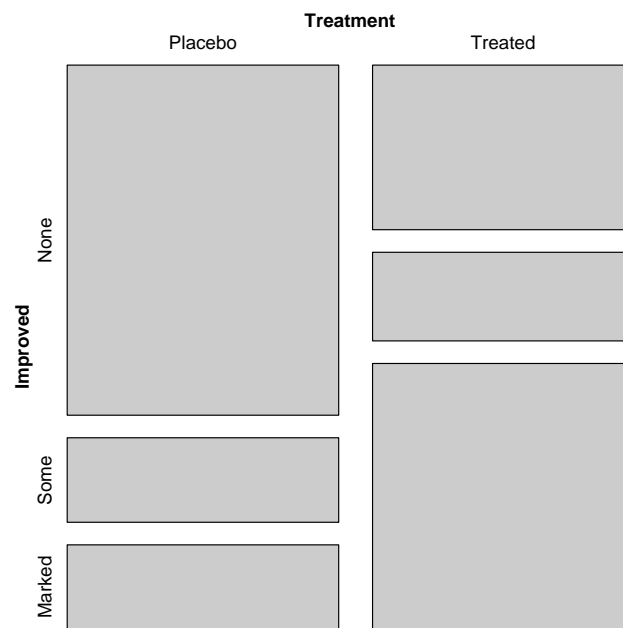 Treatment
Placebo Treated
Improved
None
Some
Marked